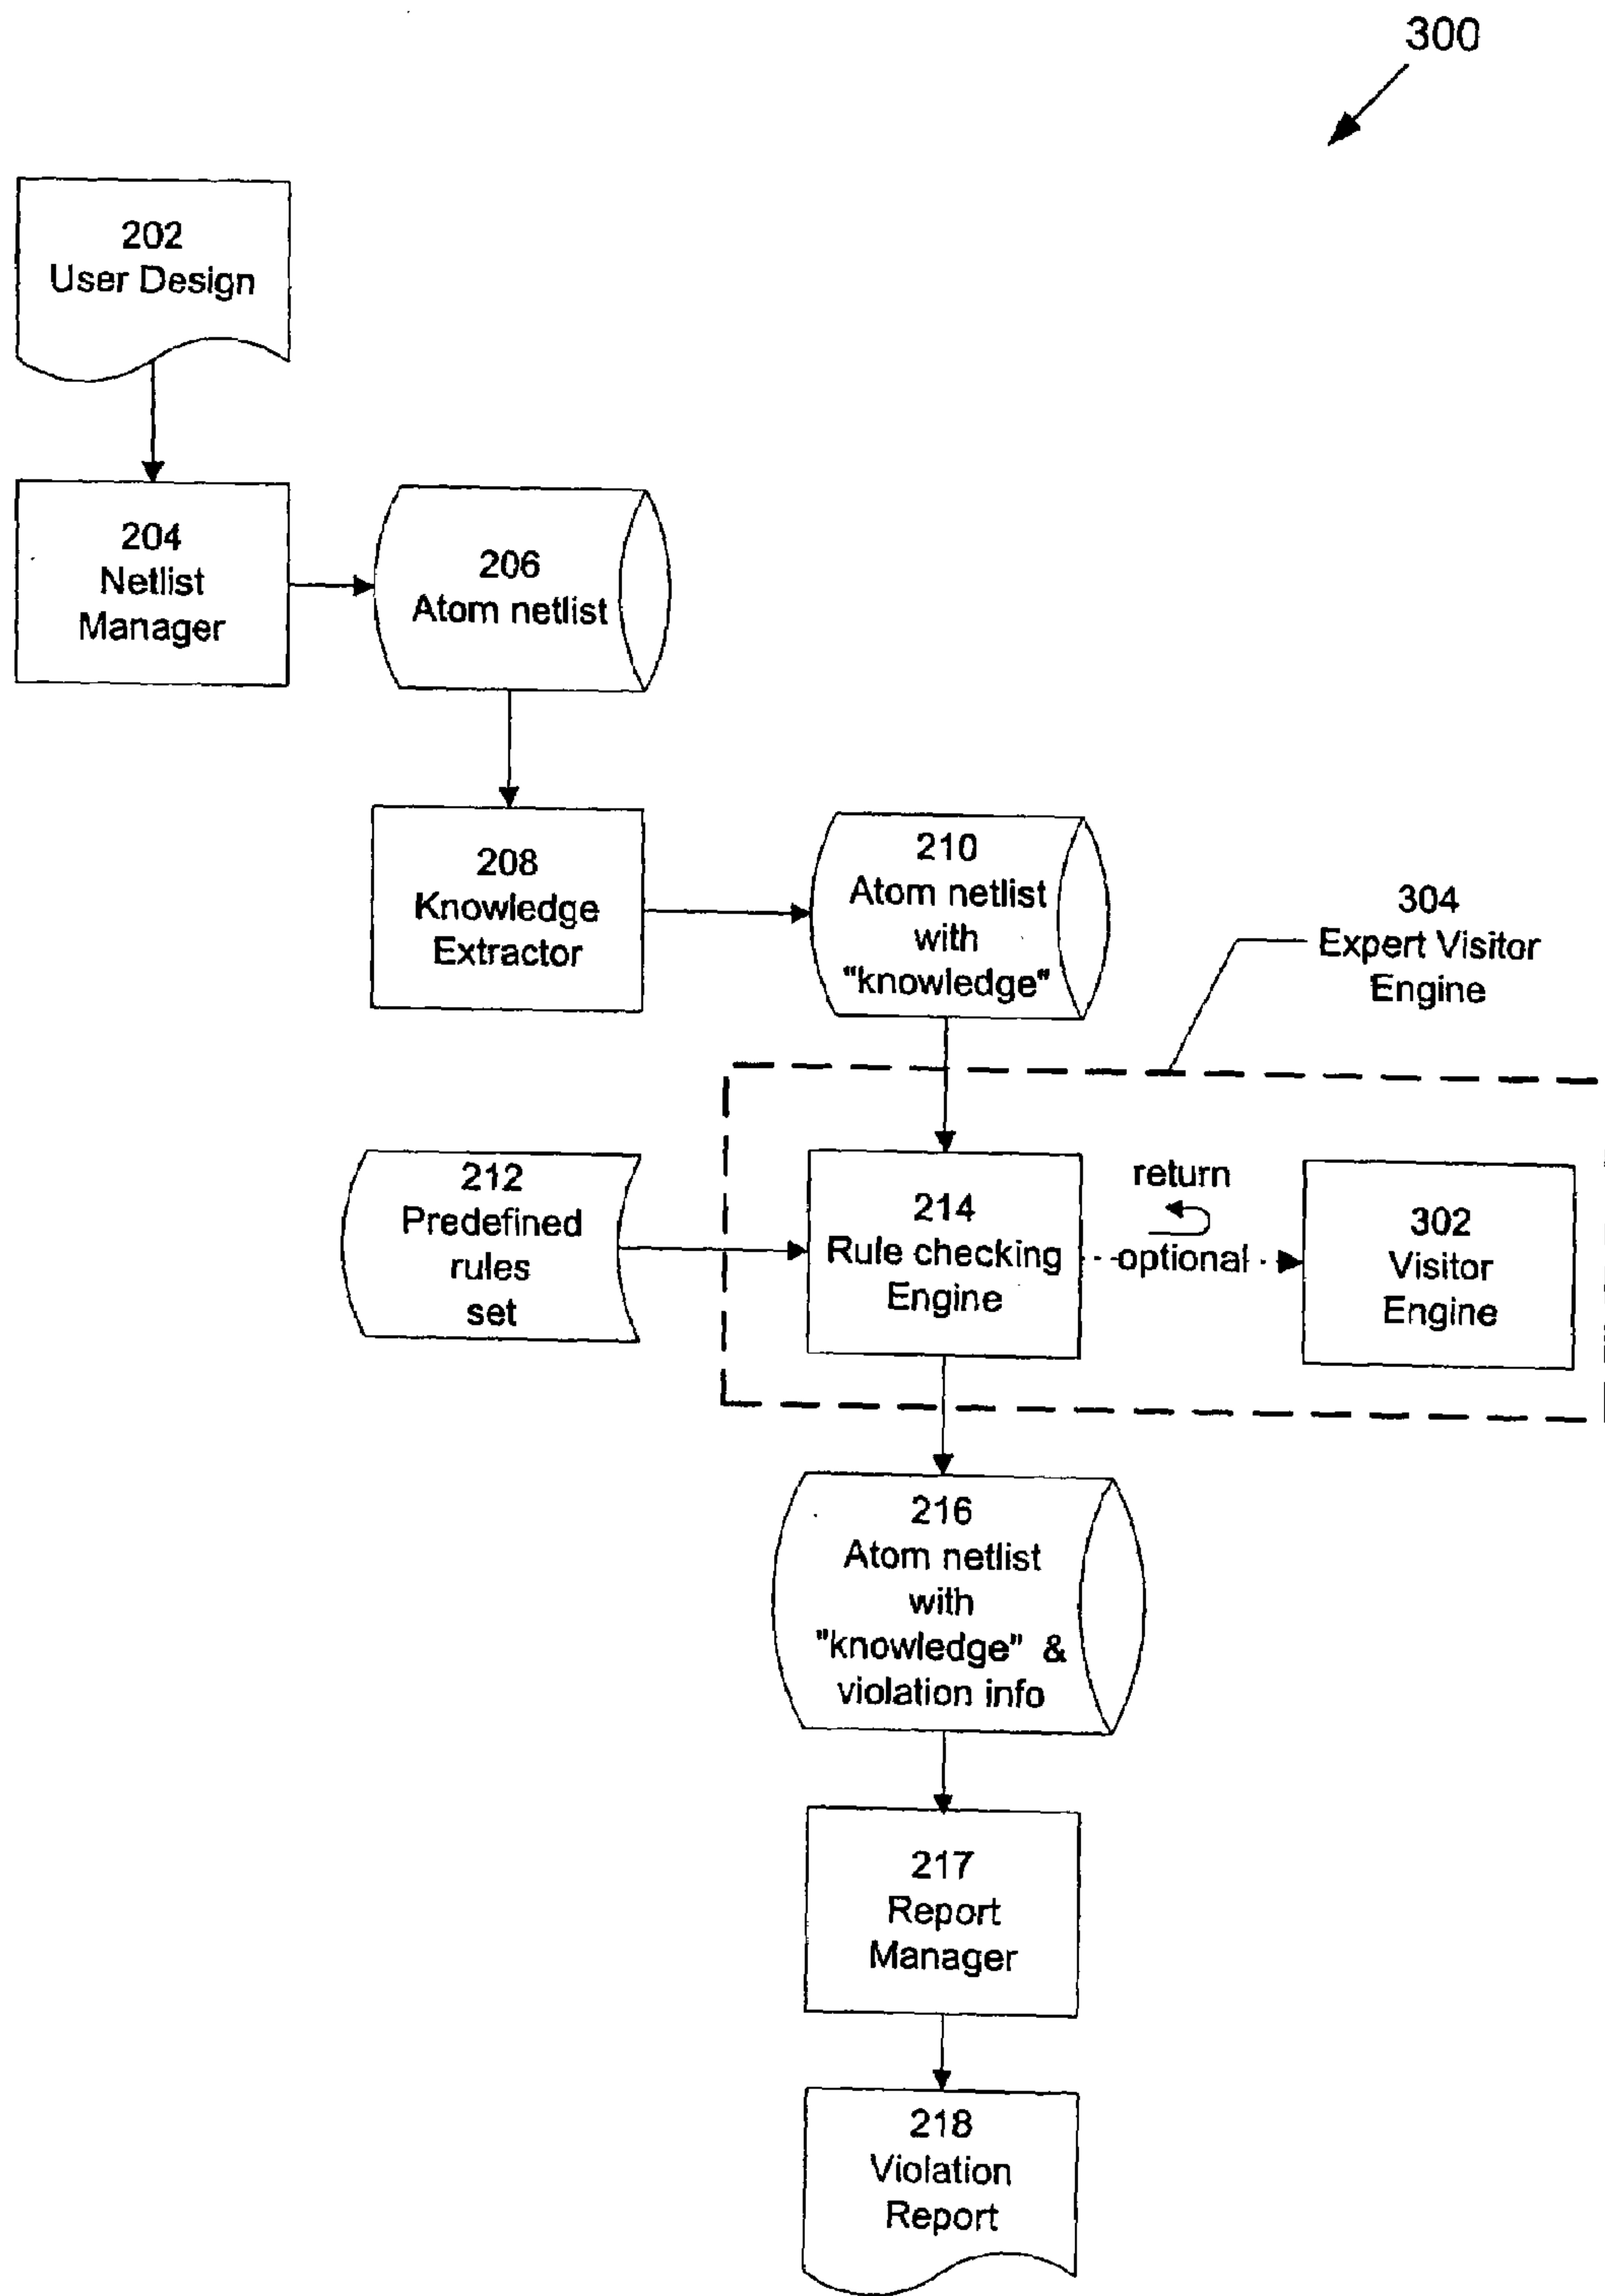 300
202
User Design
204
Netlist
Manager
206
Atom netlist
208
Knowledge
Extractor
210
Atom netlist
with
"knowledge"
304
Expert Visitor
Engine
212
Predefined
rules
set
214
Rule checking
Engine
return
optional
302
Visitor
Engine
216
Atom netlist
with
"knowledge" &
violation info
217
Report
Manager
218
Violation
Report